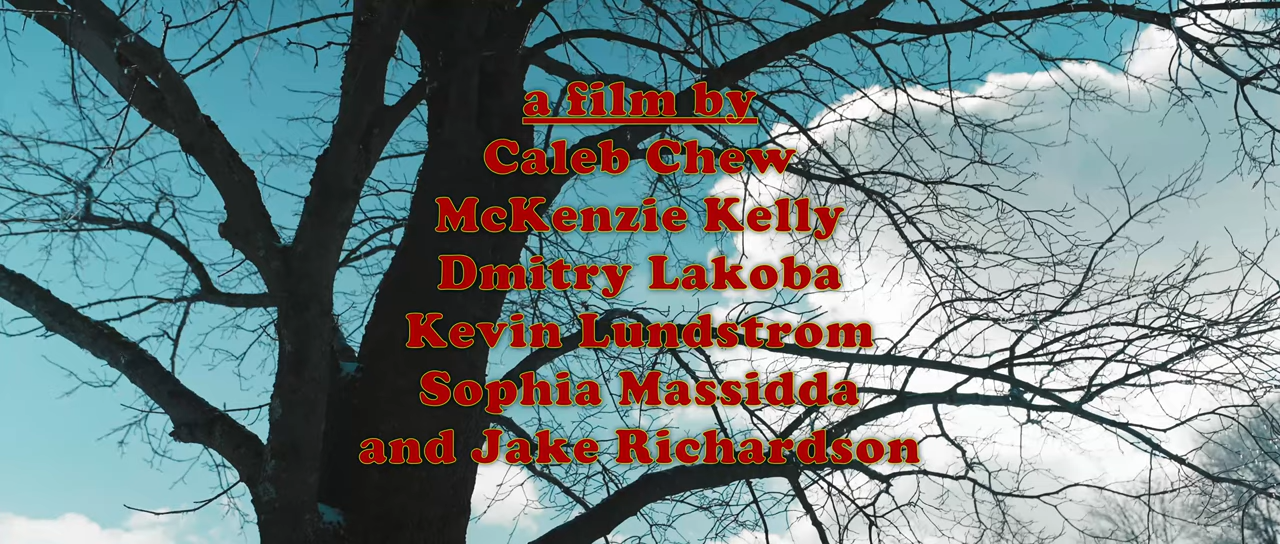 a film by
Caleb Chew
McKenzie Kelly
Dmitry Lakoba
Kevin Lundstrom
Sophia Massidda
and Jake Richardson